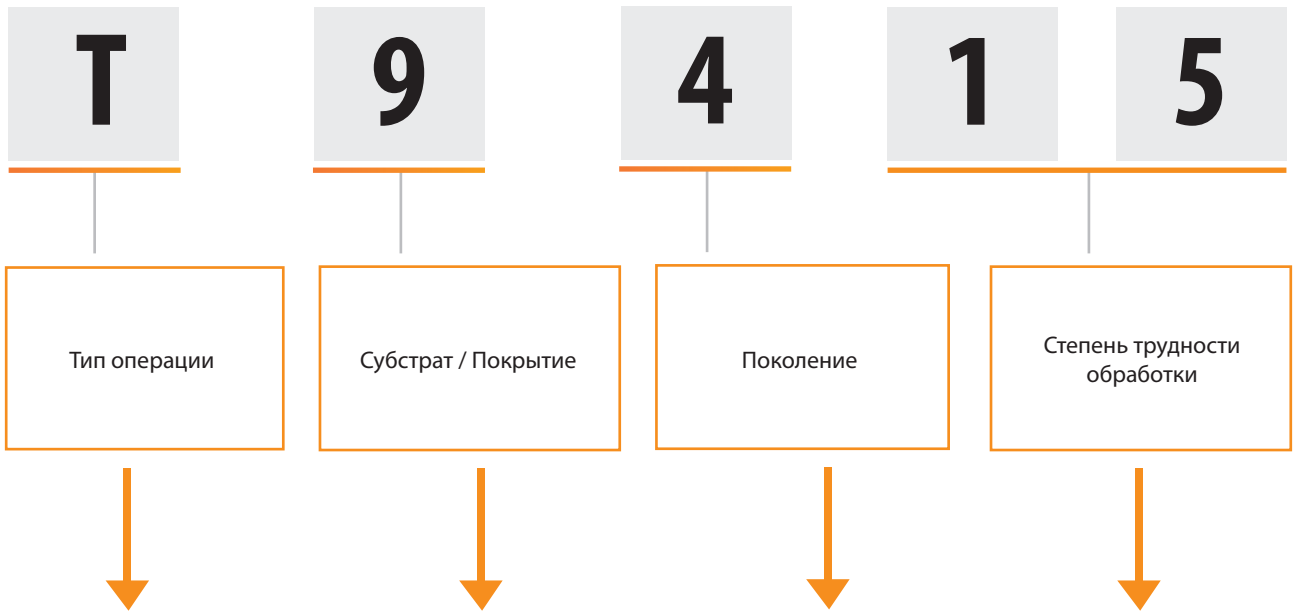 T 9 4 1 5
Тип операции
Субстрат / Покрытие
Поколение
Степень трудности
обработки